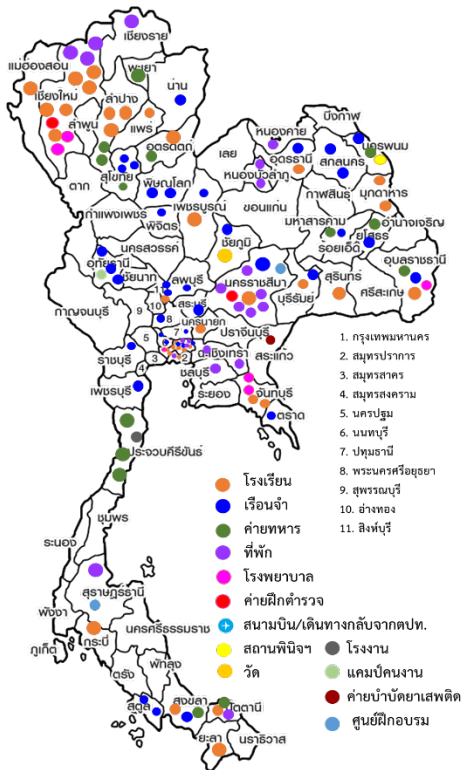 เชียงราย
แม่ฮ่องสอน
พะเยา
น่าน
เชียงใหม่
ลำปาง
ลำพูน
แพร่
อุตรดิตถ์
สุโขทัย
ตาก
พิษณุโลก
กำแพงเพชร
พิจิตร
เพชรบูรณ์
เลย
หนองคาย
บึงกาฬ
อุดรธานี
นครพนม
สกลนคร
หนองบัวลำภู
มุกดาหาร
กาฬสินธุ์
ขอนแก่น
มหาสารคาม
อำนาจเจริญ
ยโสธร
ร้อยเอ็ด
ชัยภูมิ
นครสวรรค์
อุทัยธานี
ชัยนาท
ลพบุรี
นครราชสีมา
บุรีรัมย์
สุรินทร์
ศรีสะเกษ
อุบลราชธานี
กาญจนบุรี
สระบุรี
นครนายก
ปราจีนบุรี
สระแก้ว
ฉะเชิงเทรา
ราชบุรี
ชลบุรี
จันทบุรี
ระยอง
ตราด
เพชรบุรี
ประจวบคีรีขันธ์
ชุมพร
ระนอง
สุราษฎร์ธานี
พังงา
ภูเก็ต
กระบี่
นครศรีธรรมราช
ตรัง
พัทลุง
สตูล
สงขลา
ยะลา
นราธิวาส
10
9
8
7
5
4
3
2
1. กรุงเทพมหานคร
2. สมุทรปราการ
3. สมุทรสาคร
4. สมุทรสงคราม
5. นครปฐม
6. นนทบุรี
7. ปทุมธานี
8. พระนครศรีอยุธยา
9. สุพรรณบุรี
10. อ่างทอง
11. สิงห์บุรี
โรงเรียน
เรือนจำ
ค่ายทหาร
ที่พัก
โรงพยาบาล
ค่ายฝึกตำรวจ
สนามบิน/เดินทางกลับจากตปท.
สถานพินิจฯ
วัด
โรงงาน
แคมป์คนงาน
ค่ายบำบัดยาเสพติด
ศูนย์ฝึกอบรม